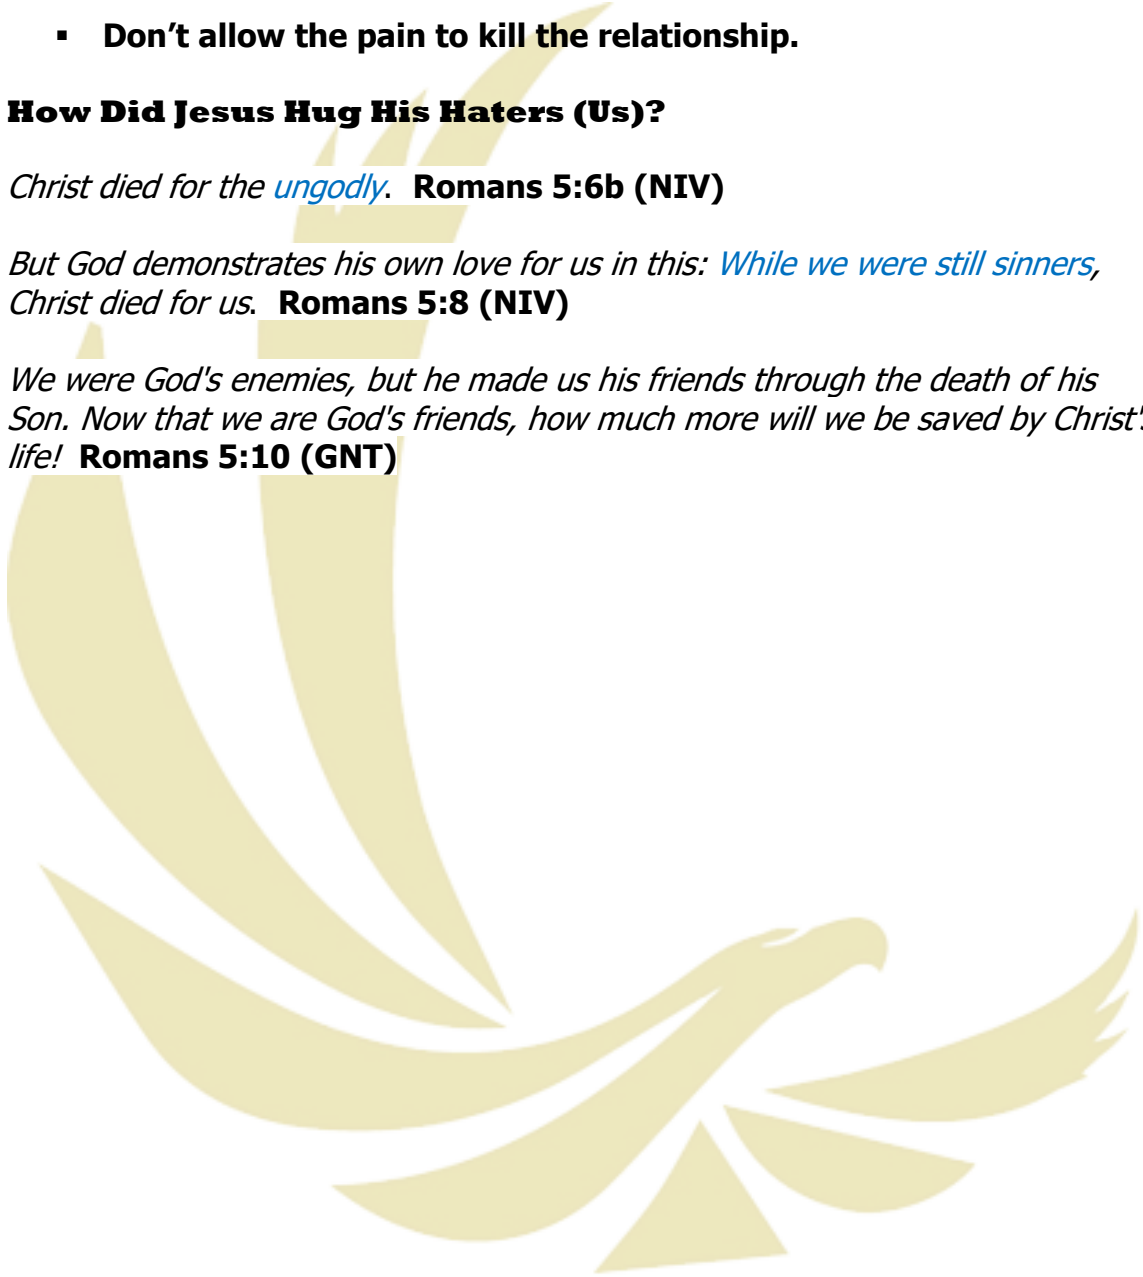 ▪ Don’t allow the pain to kill the relationship.
How Did Jesus Hug His Haters (Us)?
Christ died for the ungodly. Romans 5:6b (NIV)
But God demonstrates his own love for us in this: While we were still sinners,
Christ died for us. Romans 5:8 (NIV)
We were God's enemies, but he made us his friends through the death of his
Son. Now that we are God's friends, how much more will we be saved by Christ's
life! Romans 5:10 (GNT)